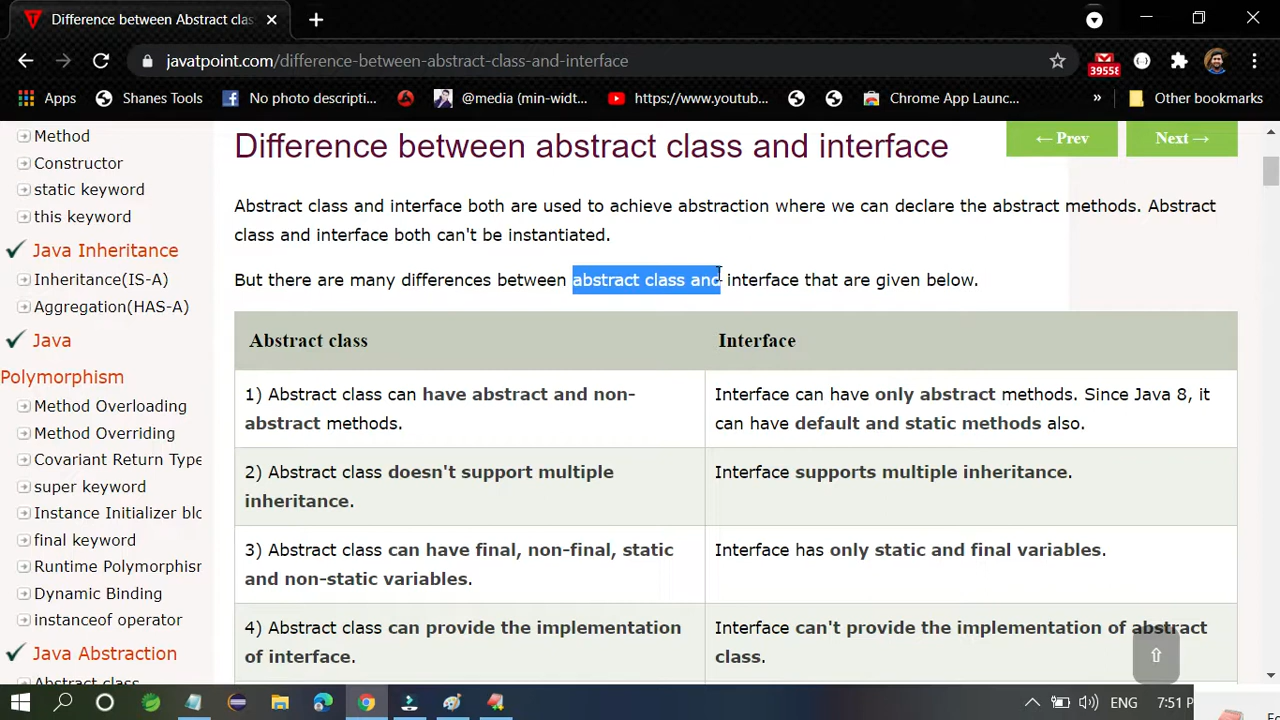 Difference between Abstract clas
javatpoint.com/difference-between-abstract-class-and-interface
39558
Apps
Shanes Tools
No photo descripti...
@media (min-widt...
https://www.youtub...
Chrome App Launc...
»
Other bookmarks
Method
Constructor
static keyword
this keyword
Java Inheritance
Inheritance(IS-A)
Aggregation(HAS-A)
Java
Polymorphism
Method Overloading
Method Overriding
Covariant Return Type
super keyword
Instance Initializer blo
final keyword
Runtime Polymorphism
Dynamic Binding
instanceof operator
Java Abstraction
Abstract class
Difference between abstract class and interface
← Prev
Next →
Abstract class and interface both are used to achieve abstraction where we can declare the abstract methods. Abstract
class and interface both can't be instantiated.
But there are many differences between abstract class and interface that are given below.
Abstract class
Interface
1) Abstract class can have abstract and non-
abstract methods.
Interface can have only abstract methods. Since Java 8, it
can have default and static methods also.
2) Abstract class doesn't support multiple
inheritance.
Interface supports multiple inheritance.
3) Abstract class can have final, non-final, static
and non-static variables.
Interface has only static and final variables.
4) Abstract class can provide the implementation
of interface.
Interface can't provide the implementation of abstract
class.
ENG
7:51 P